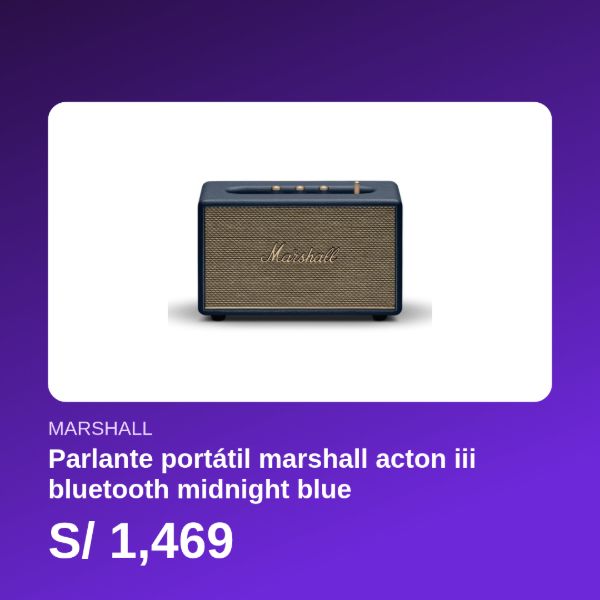 Marshall
MARSHALL
Parlante portátil marshall acton iii
bluetooth midnight blue
S/ 1,469